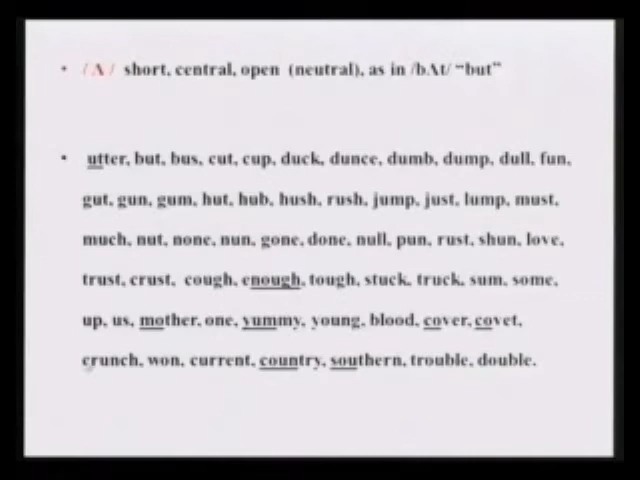 • /Λ/ short, central, open (neutral), as in /bΛt/ “but”
• utter, but, bus, cut, cup, duck, dunce, dumb, dump, dull, fun,
gut, gun, gum, hut, hub, hush, rush, jump, just, lump, must,
much, nut, none, nun, gone, done, null, pun, rust, shun, love,
trust, crust, cough, enough, tough, stuck, truck, sum, some,
up, us, mother, one, yummy, young, blood, cover, covet,
crunch, won, current, country, southern, trouble, double.